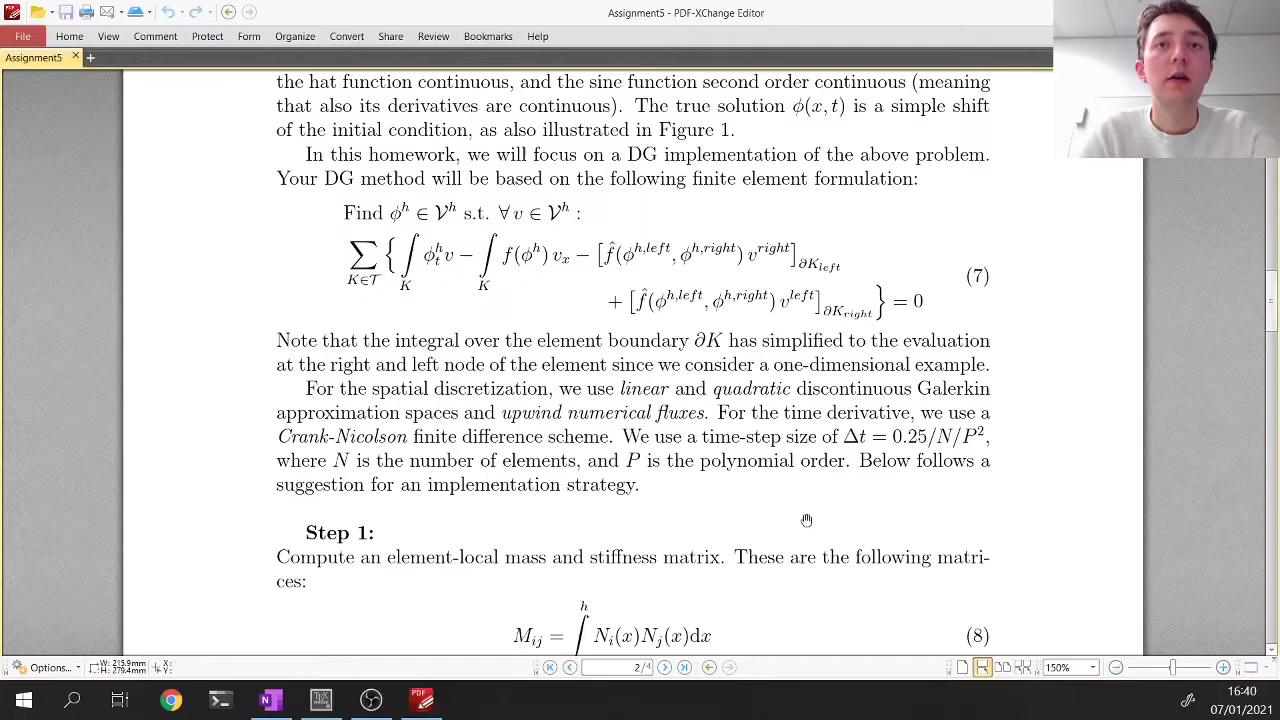 Assignment5 - PDF-XChange Editor
File Home View Comment Protect Form Organize Convert Share Review Bookmarks Help
Assignment5
the hat function continuous, and the sine function second order continuous (meaning
that also its derivatives are continuous). The true solution ϕ(x, t) is a simple shift
of the initial condition, as also illustrated in Figure 1.
In this homework, we will focus on a DG implementation of the above problem.
Your DG method will be based on the following finite element formulation:
Find ϕ^h ∈ 𝒱^h s.t. ∀ v ∈ 𝒱^h :
∑_{K∈𝒯} { ∫_K ϕ_t^h v − ∫_K f(ϕ^h) v_x − [f̂(ϕ^{h,left}, ϕ^{h,right}) v^{right}]_{∂K_{left}}
+ [f̂(ϕ^{h,left}, ϕ^{h,right}) v^{left}]_{∂K_{right}} } = 0 (7)
Note that the integral over the element boundary ∂K has simplified to the evaluation
at the right and left node of the element since we consider a one-dimensional example.
For the spatial discretization, we use linear and quadratic discontinuous Galerkin
approximation spaces and upwind numerical fluxes. For the time derivative, we use a
Crank-Nicolson finite difference scheme. We use a time-step size of Δt = 0.25/N/P²,
where N is the number of elements, and P is the polynomial order. Below follows a
suggestion for an implementation strategy.
Step 1:
Compute an element-local mass and stiffness matrix. These are the following matri-
ces:
M_{ij} = ∫^h N_i(x)N_j(x)dx (8)
Options... W: 215.9mm H: 279.4mm X: Y: 2/4 150%
16:40
07/01/2021